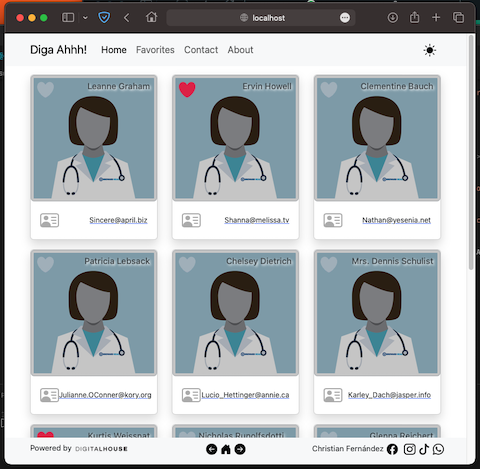 localhost
Diga Ahhh! Home Favorites Contact About
Leanne Graham Ervin Howell Clementine Bauch
Sincere@april.biz Shanna@melissa.tv Nathan@yesenia.net
Patricia Lebsack Chelsey Dietrich Mrs. Dennis Schulist
Julianne.OConner@kory.org Lucio_Hettinger@annie.ca Karley_Dach@jasper.info
Kurtis Weissnat Nicholas Runolfsdotti Glenna Reichert
Powered by DIGITALHOUSE Christian Fernández